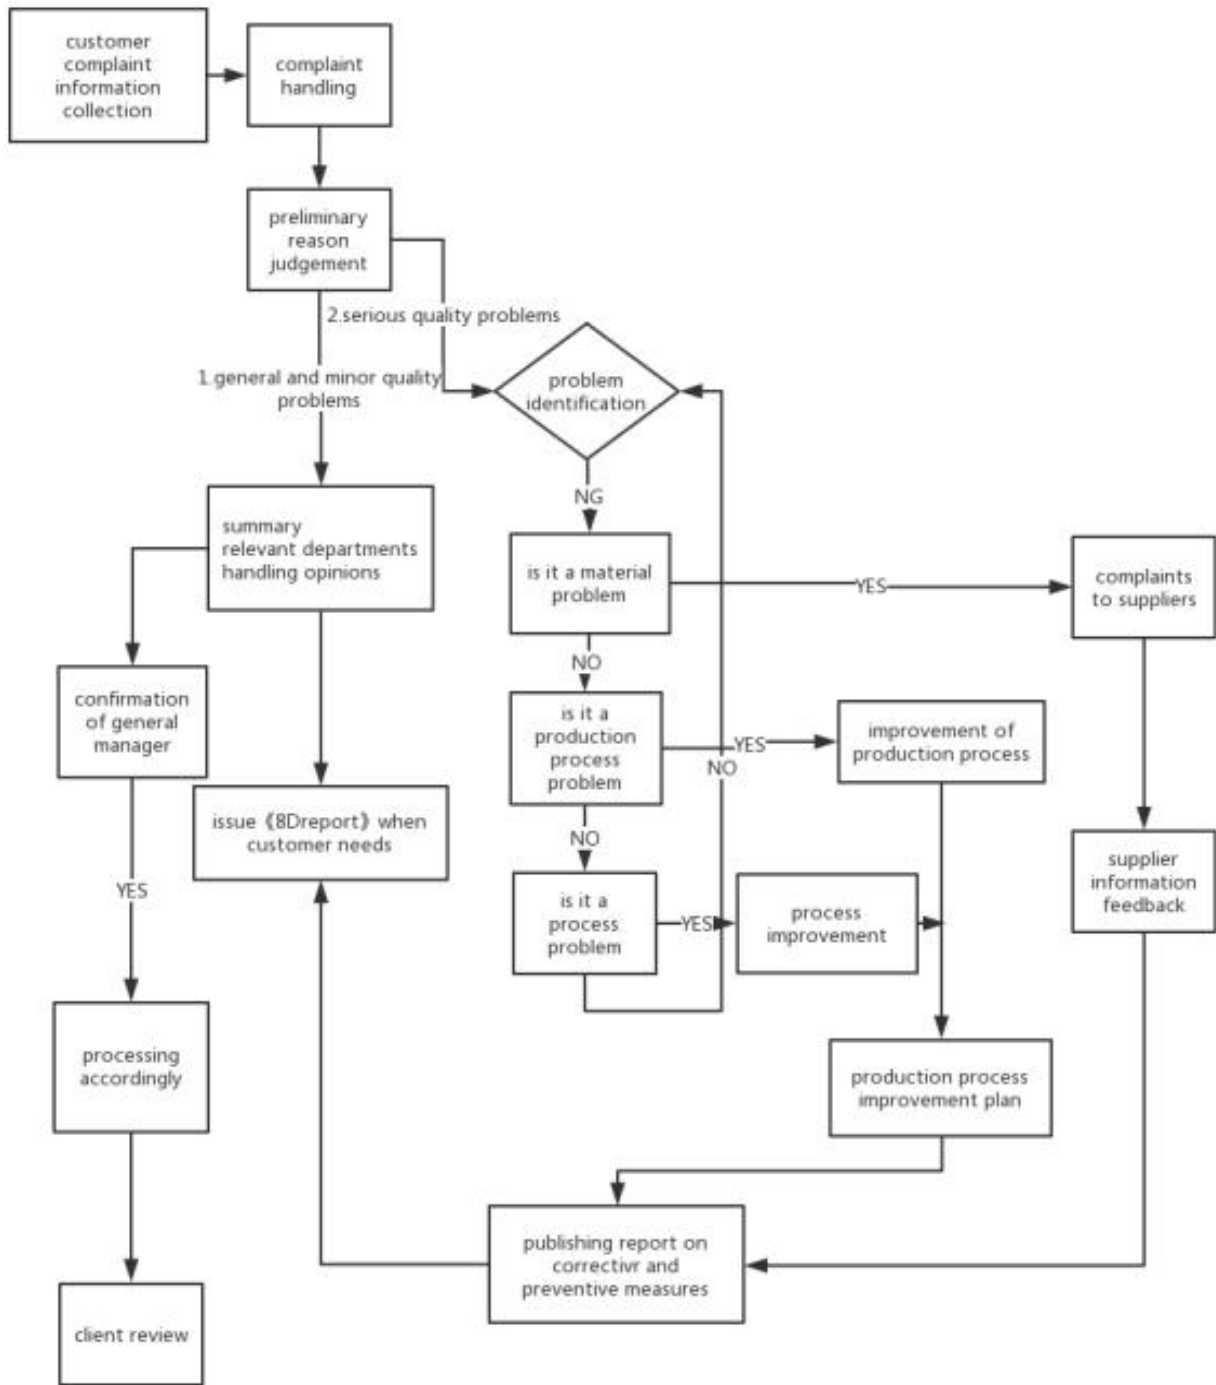 customer
complaint
information
collection
complaint
handling
preliminary
reason
judgement
2.serious quality problems
1.general and minor quality
problems
problem
identification
NG
summary
relevant departments
handling opinions
is it a material
problem
YES
complaints
to suppliers
NO
confirmation
of general
manager
is it a
production
process
problem
YES
improvement of
production process
NO
issue《8Dreport》when
customer needs
NO
supplier
information
feedback
YES
is it a
process
problem
YES
process
improvement
processing
accordingly
production process
improvement plan
publishing report on
correctivr and
preventive measures
client review